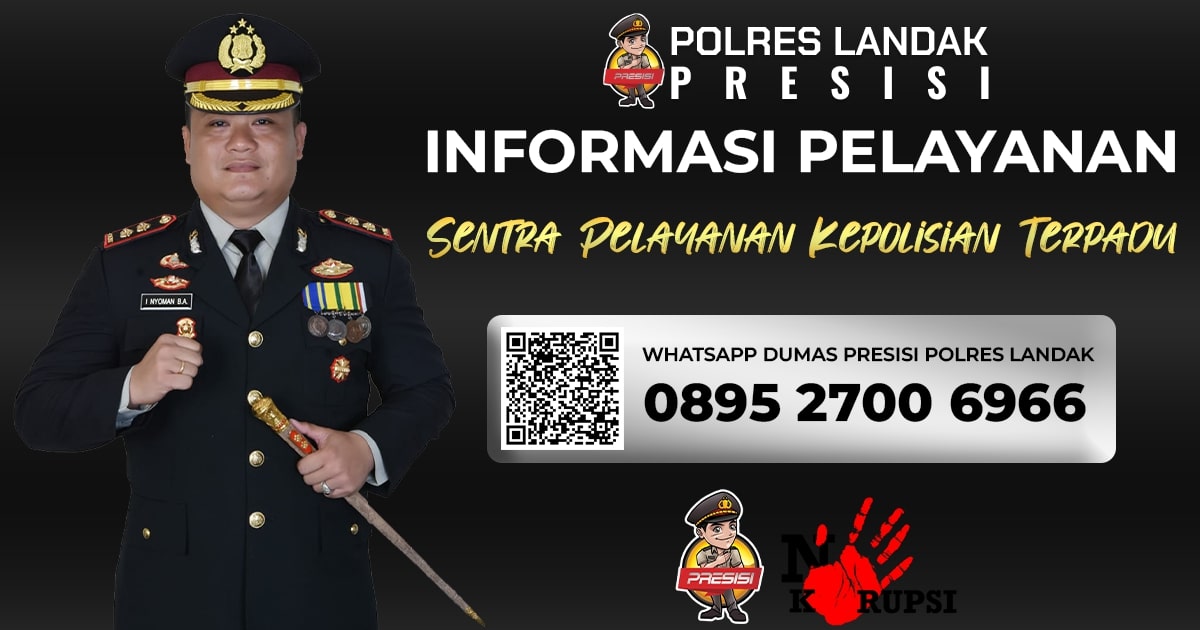 POLRES LANDAK
PRESISI
PRESISI
INFORMASI PELAYANAN
SENTRA PELAYANAN KEPOLISIAN TERPADU
I NYOMAN B.A.
WHATSAPP DUMAS PRESISI POLRES LANDAK
0895 2700 6966
PRESISI
N
K RUPSI